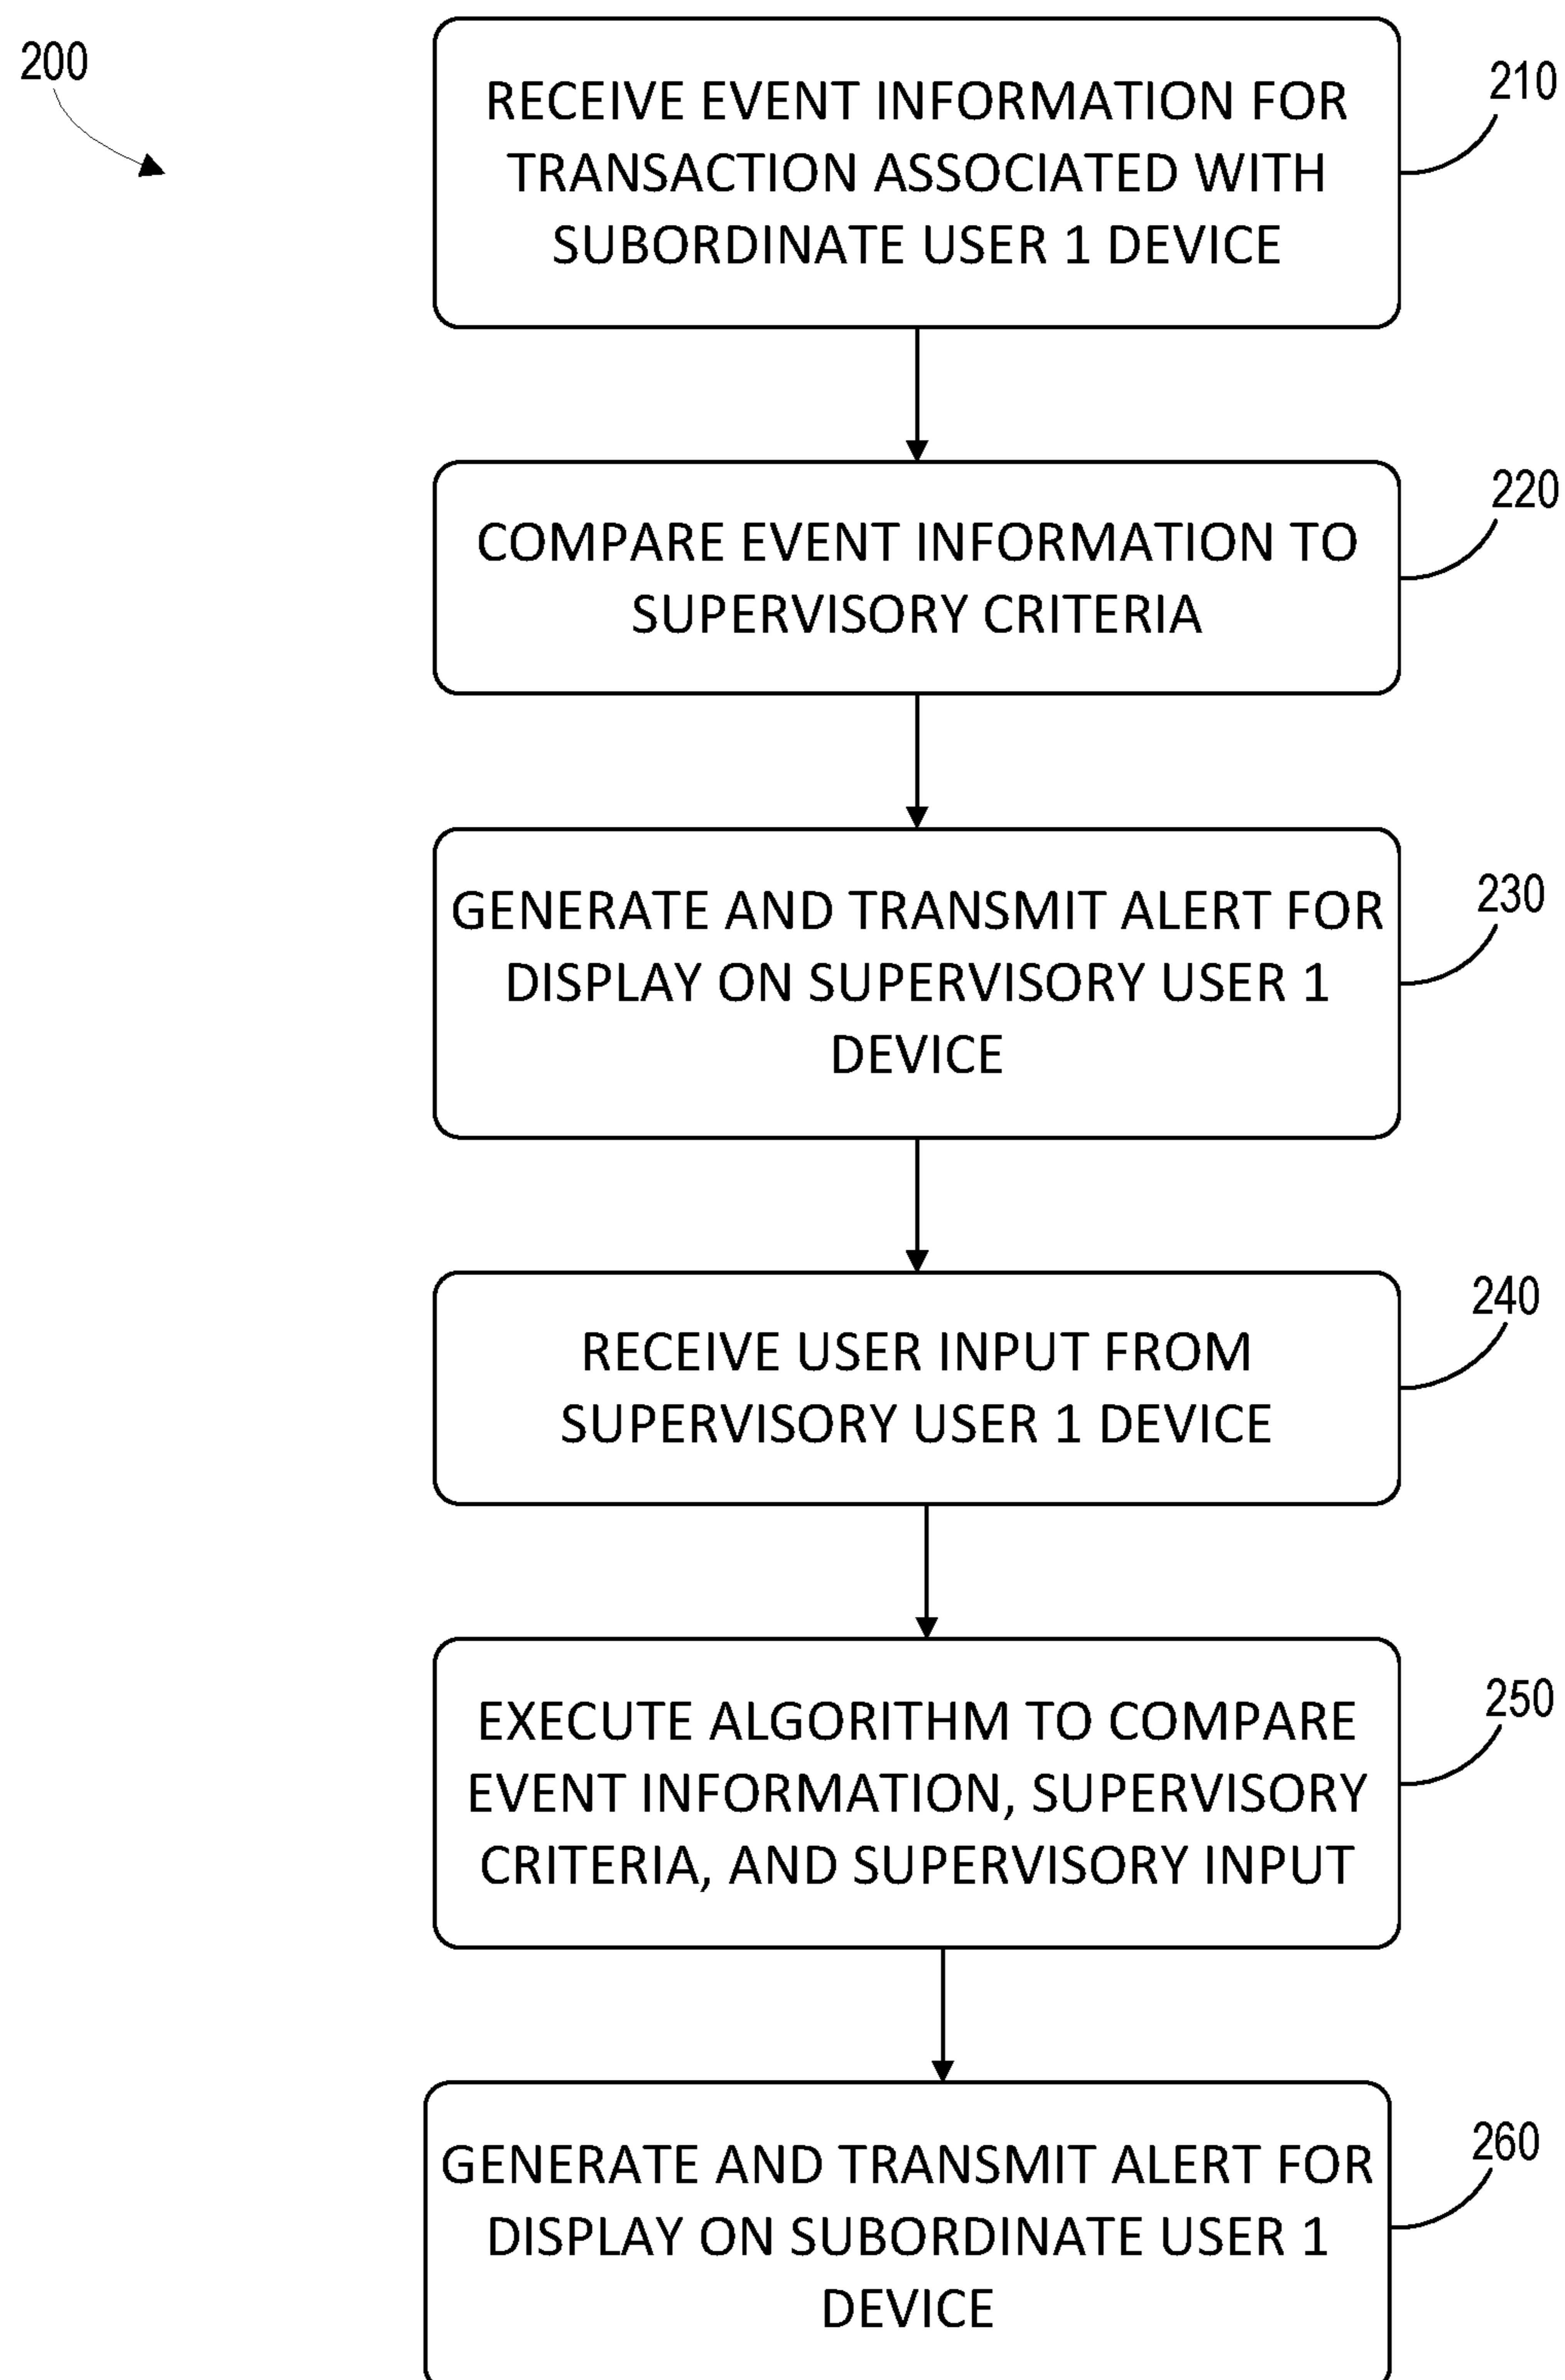 200
RECEIVE EVENT INFORMATION FOR
TRANSACTION ASSOCIATED WITH
SUBORDINATE USER 1 DEVICE
210
COMPARE EVENT INFORMATION TO
SUPERVISORY CRITERIA
220
GENERATE AND TRANSMIT ALERT FOR
DISPLAY ON SUPERVISORY USER 1
DEVICE
230
RECEIVE USER INPUT FROM
SUPERVISORY USER 1 DEVICE
240
EXECUTE ALGORITHM TO COMPARE
EVENT INFORMATION, SUPERVISORY
CRITERIA, AND SUPERVISORY INPUT
250
GENERATE AND TRANSMIT ALERT FOR
DISPLAY ON SUBORDINATE USER 1
DEVICE
260